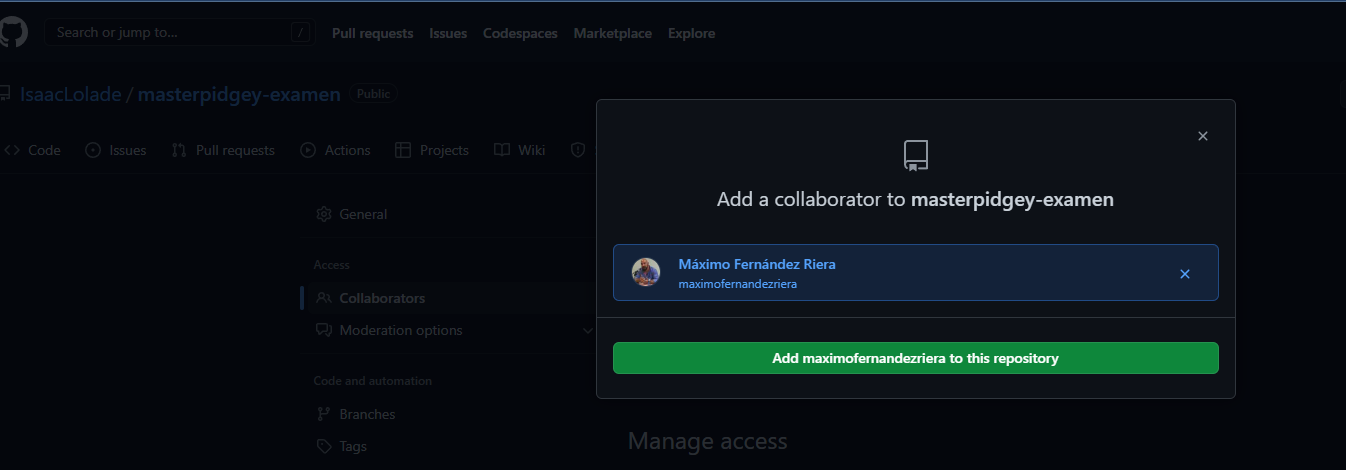 Search or jump to... /
Pull requests Issues Codespaces Marketplace Explore
IsaacLolade / masterpidgey-examen Public
Code Issues Pull requests Actions Projects Wiki
General
Access
Collaborators
Moderation options
Code and automation
Branches
Tags
Add a collaborator to masterpidgey-examen
Máximo Fernández Riera
maximofernandezriera
Add maximofernandezriera to this repository
Manage access